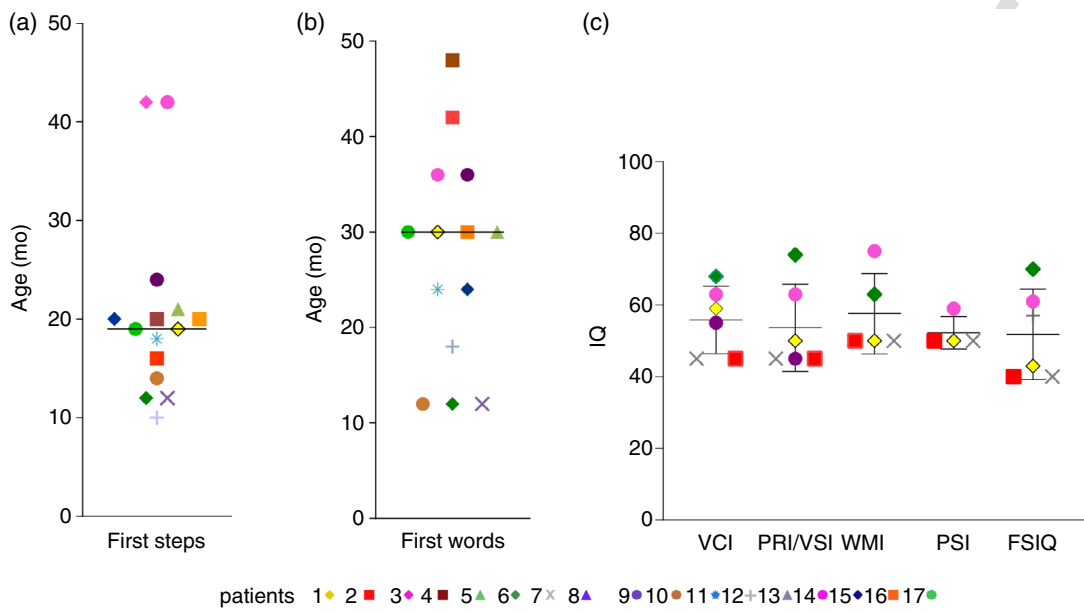 (a)
50
40
30
20
10
0
Age (mo)
First steps
(b)
50
40
30
20
10
0
Age (mo)
First words
(c)
100
80
60
40
20
0
IQ
VCI PRI/VSI WMI PSI FSIQ
patients 1 2 3 4 5 6 7 8 9 10 11 12 13 14 15 16 17